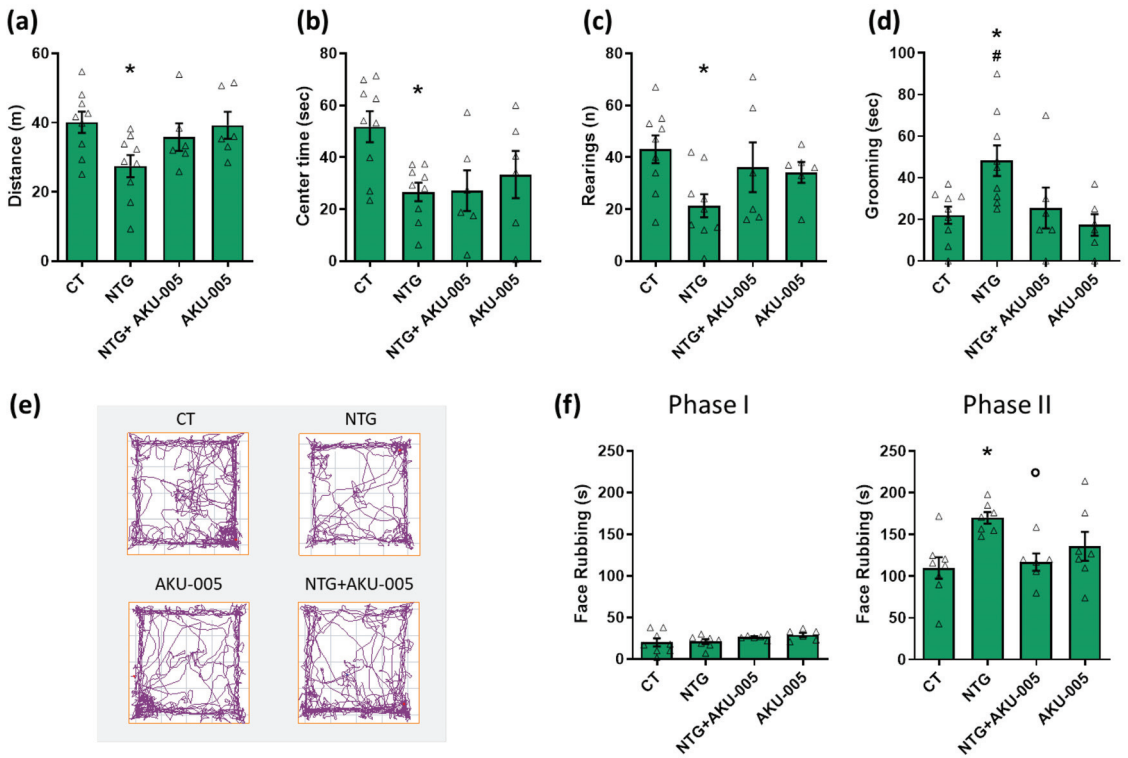 (a)
Distance (m)
60
40
20
0
*
CT
NTG
NTG+ AKU-005
AKU-005
(b)
Center time (sec)
80
60
40
20
0
*
CT
NTG
NTG+ AKU-005
AKU-005
(c)
Rearings (n)
80
60
40
20
0
*
CT
NTG
NTG+ AKU-005
AKU-005
(d)
Grooming (sec)
100
80
60
40
20
0
*
#
CT
NTG
NTG+ AKU-005
AKU-005
(e)
CT
NTG
AKU-005
NTG+AKU-005
(f)
Phase I
Face Rubbing (s)
250
200
150
100
50
0
CT
NTG
NTG+AKU-005
AKU-005
Phase II
Face Rubbing (s)
250
200
150
100
50
0
*
CT
NTG
NTG+AKU-005
AKU-005